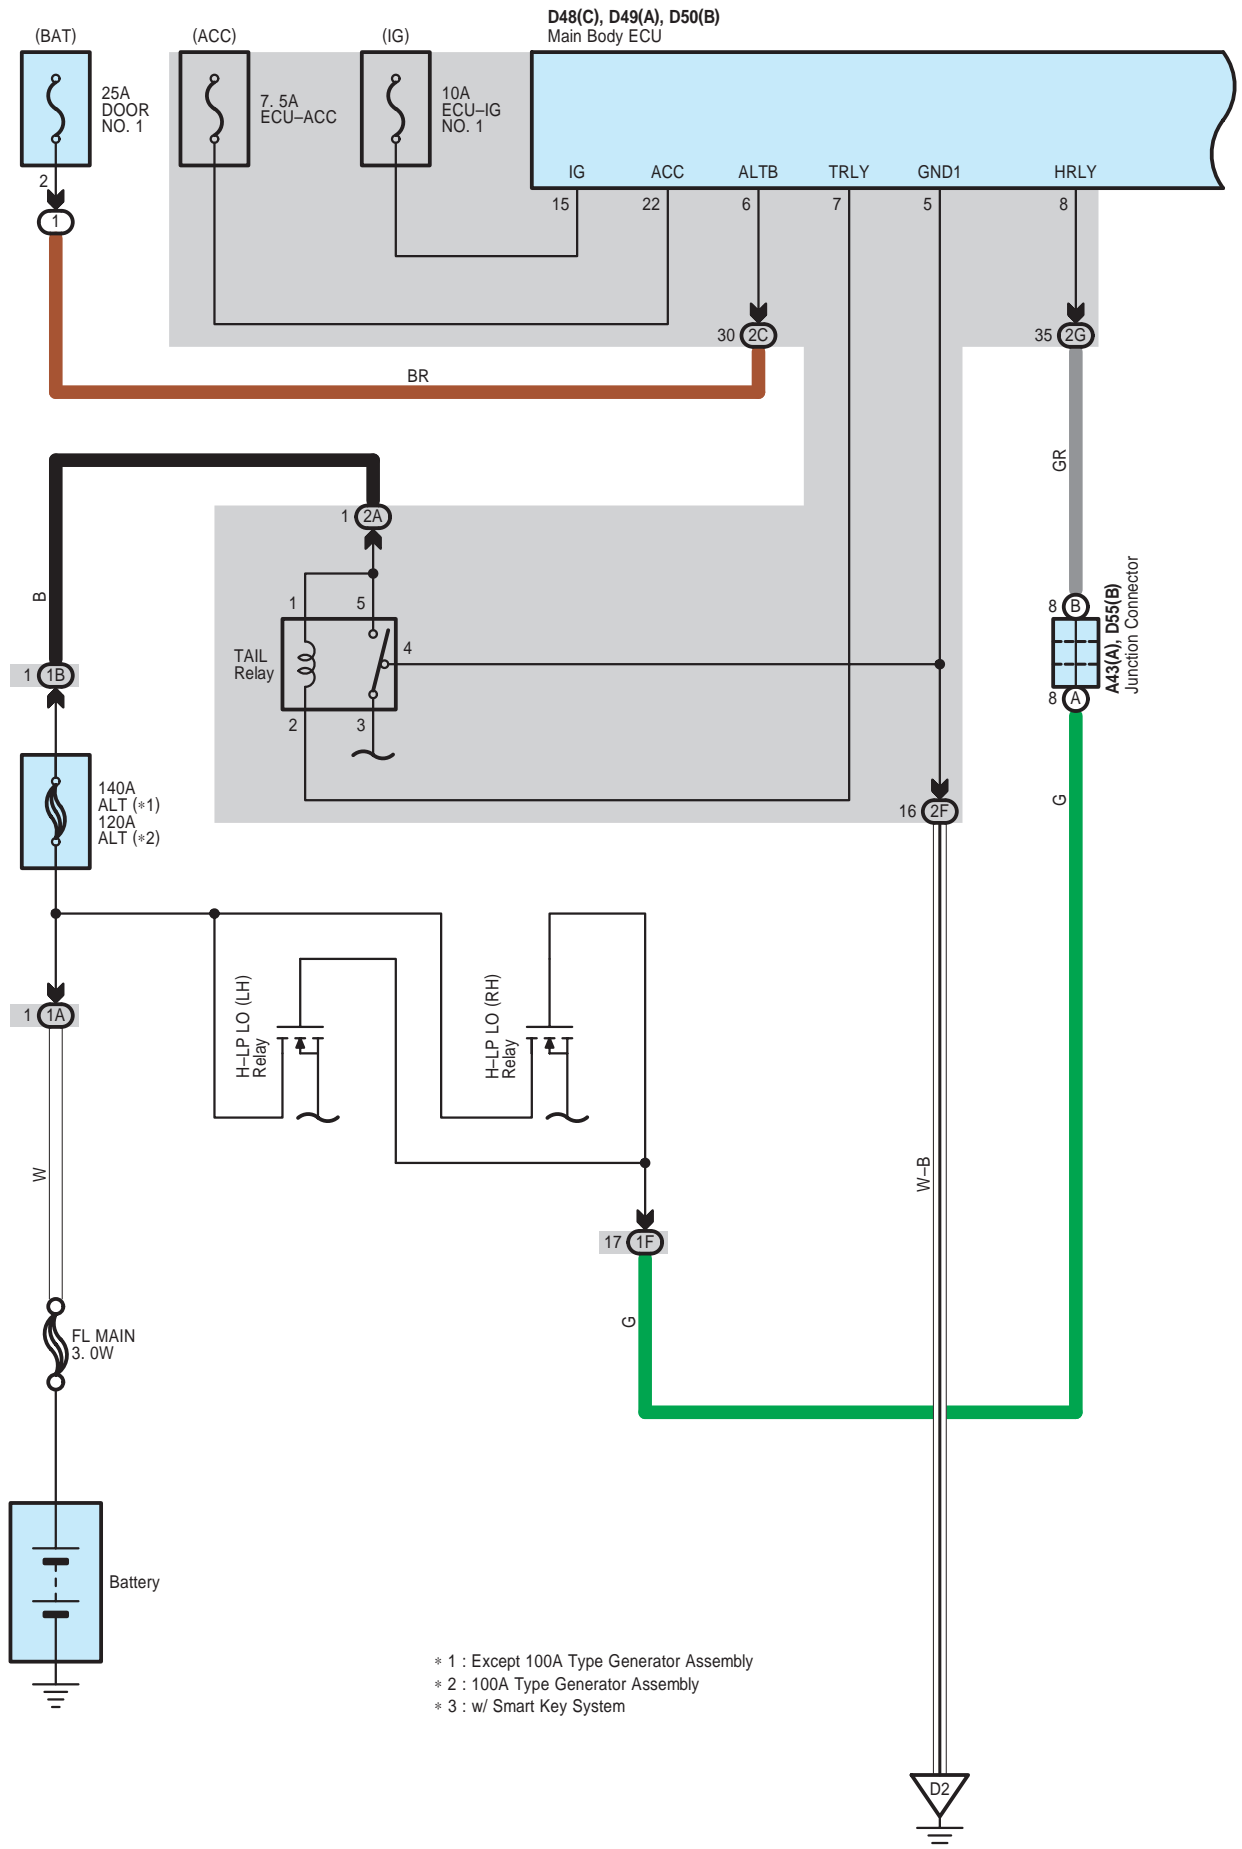 D48(C), D49(A), D50(B)
Main Body ECU
(BAT)
(ACC)
(IG)
25A
DOOR
NO. 1
7. 5A
ECU–ACC
10A
ECU–IG
NO. 1
IG
ACC
ALTB
TRLY
GND1
HRLY
2
15
22
6
7
5
8
1
30
2C
35
2G
BR
GR
1
2A
B
1
5
4
TAIL
Relay
2
3
8
B
8
A
A43(A), D55(B)
Junction Connector
1
1B
140A
ALT (∗1)
120A
ALT (∗2)
G
16
2F
H–LP LO (LH)
Relay
H–LP LO (RH)
Relay
1
1A
W
W–B
17
1F
G
FL MAIN
3. 0W
Battery
∗ 1 : Except 100A Type Generator Assembly
∗ 2 : 100A Type Generator Assembly
∗ 3 : w/ Smart Key System
D2